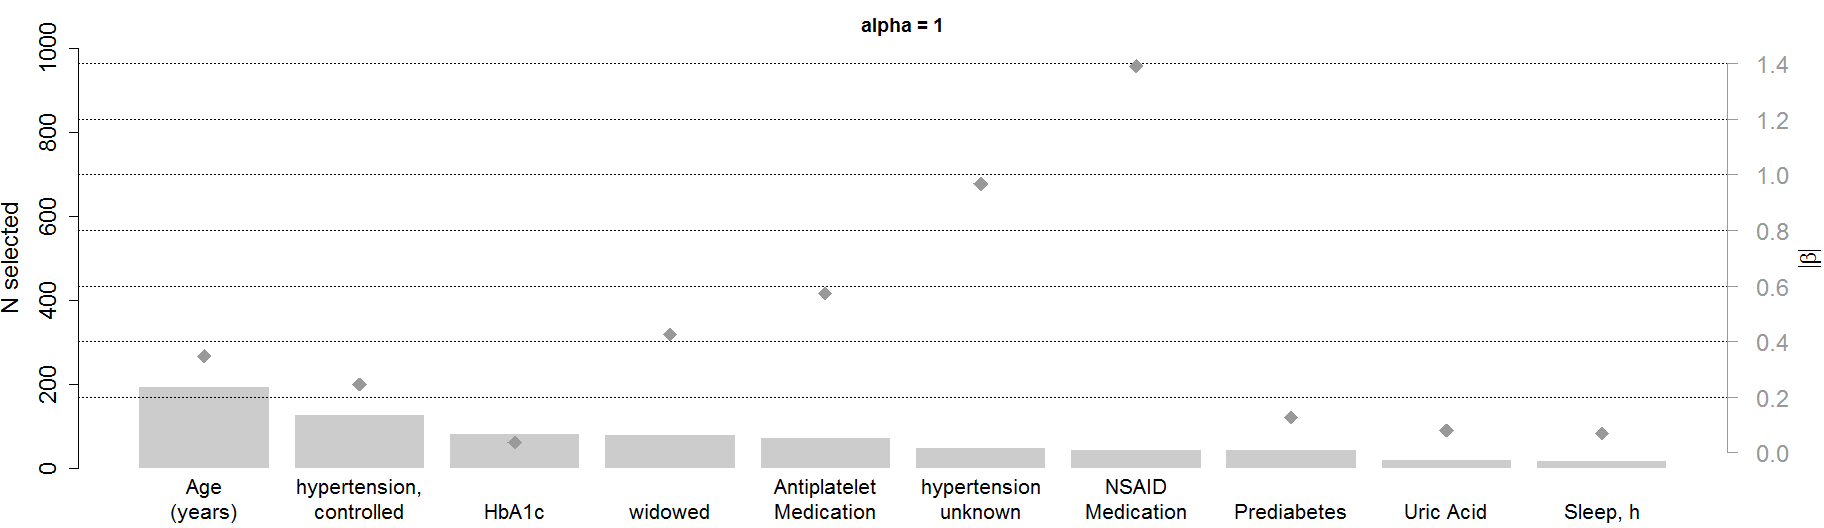 alpha = 1
1000
800
600
400
200
0
N selected
1.4
1.2
1.0
0.8
0.6
0.4
0.2
0.0
|β|
Age
(years)
hypertension,
controlled
HbA1c
widowed
Antiplatelet
Medication
hypertension
unknown
NSAID
Medication
Prediabetes
Uric Acid
Sleep, h